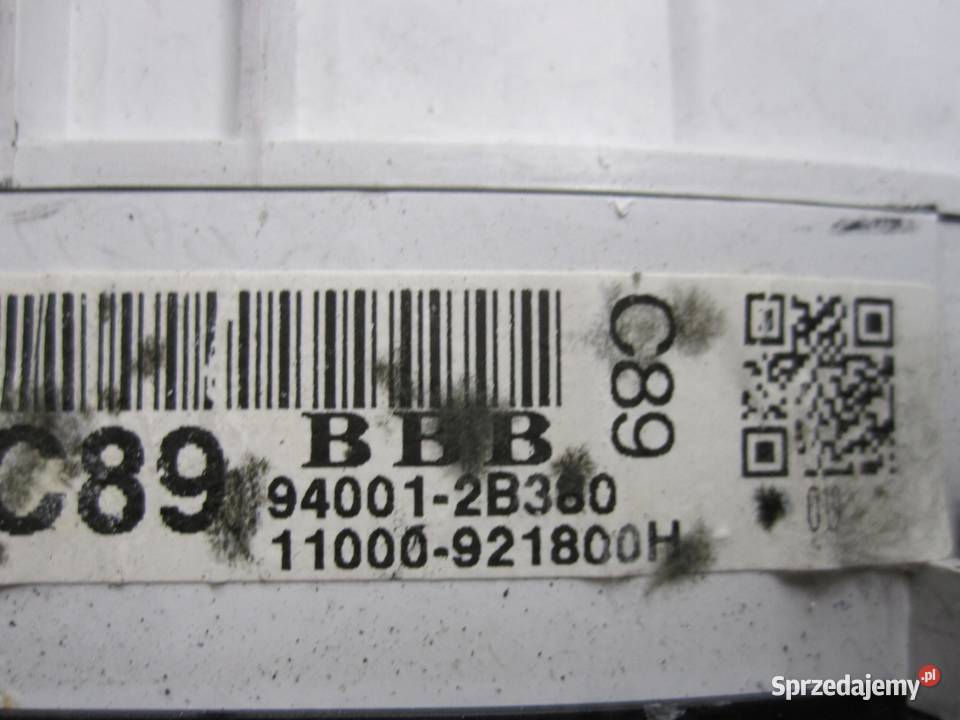 C89
BBB
94001-2B380
11000-921800H
C89
Sprzedajemy.pl